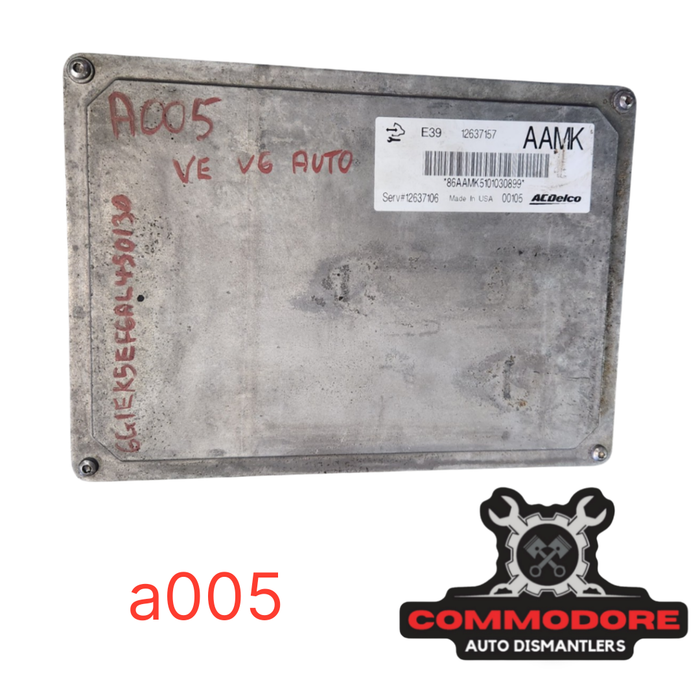 A005
VE V6 AUTO
6G1EK5EF6AL450130
E39 12637157 AAMK
*86AAMK5101030899*
Serv#12637106 Made In USA 00105 ACDelco
a005
COMMODORE
AUTO DISMANTLERS